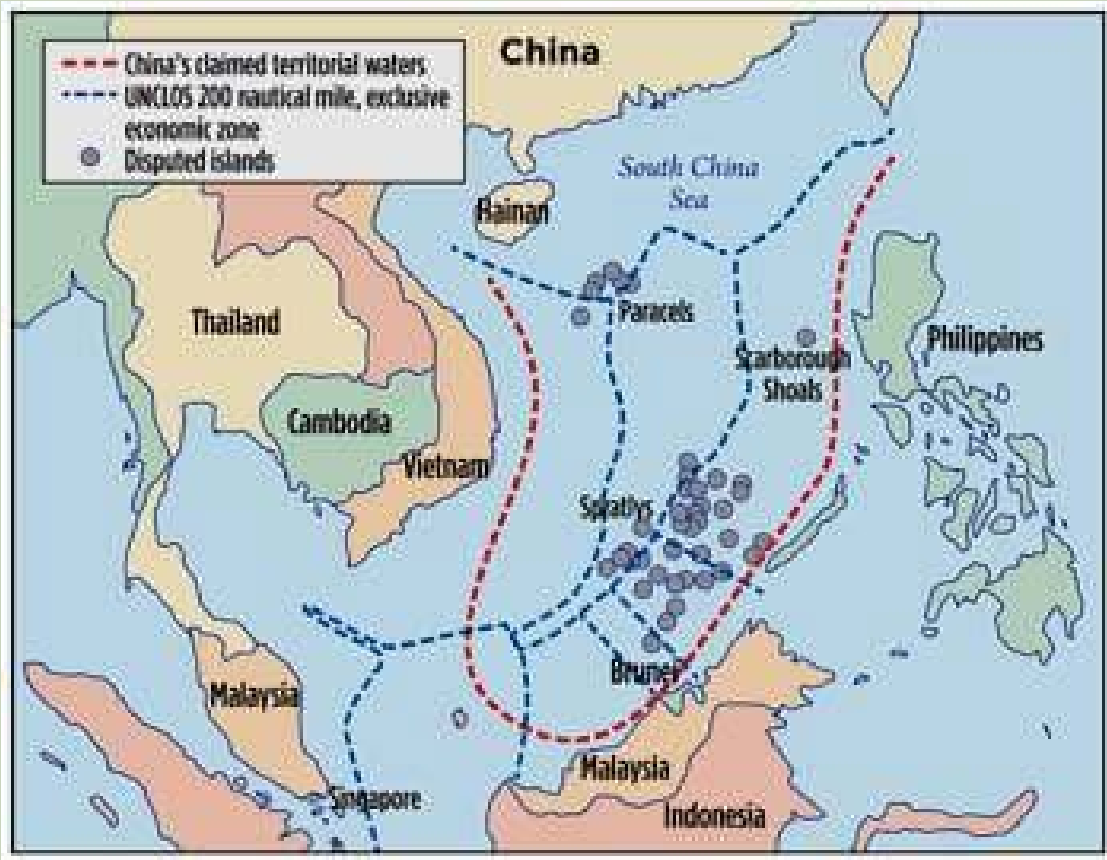 China
China's claimed territorial waters
UNCLOS 200 nautical mile, exclusive
economic zone
Disputed islands
South China
Sea
Hainan
Paracels
Thailand
Philippines
Scarborough
Shoals
Cambodia
Vietnam
Spratlys
Brunei
Malaysia
Malaysia
Singapore
Indonesia